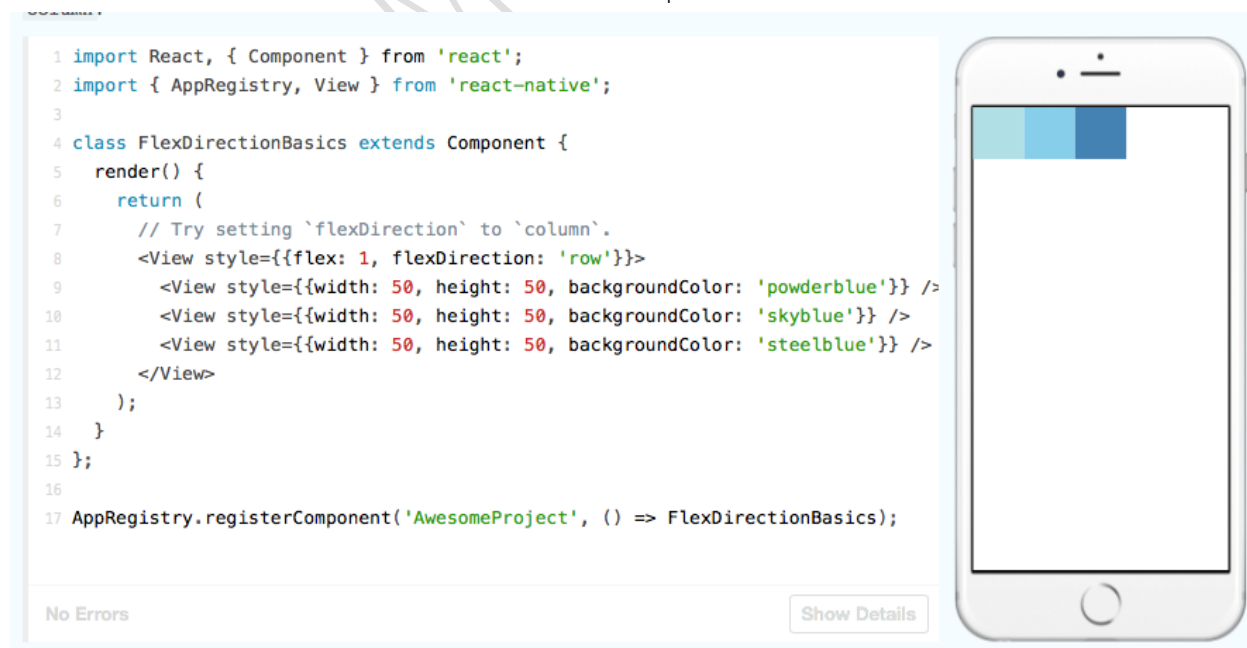 1 import React, { Component } from 'react';
2 import { AppRegistry, View } from 'react-native';
3
4 class FlexDirectionBasics extends Component {
5   render() {
6     return (
7       // Try setting `flexDirection` to `column`.
8       <View style={{flex: 1, flexDirection: 'row'}}>
9         <View style={{width: 50, height: 50, backgroundColor: 'powderblue'}} />
10         <View style={{width: 50, height: 50, backgroundColor: 'skyblue'}} />
11         <View style={{width: 50, height: 50, backgroundColor: 'steelblue'}} />
12       </View>
13     );
14   }
15 };
16
17 AppRegistry.registerComponent('AwesomeProject', () => FlexDirectionBasics);
No Errors
Show Details